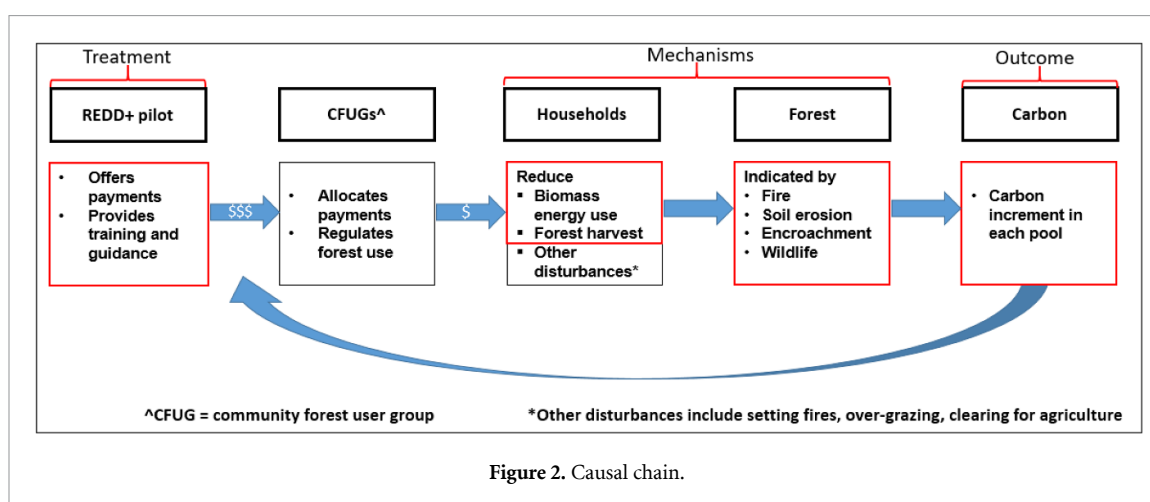 Treatment
Mechanisms
Outcome
REDD+ pilot
CFUGs^
Households
Forest
Carbon
• Offers
payments
• Provides
training and
guidance
$$$
• Allocates
payments
• Regulates
forest use
$
Reduce
▪ Biomass
energy use
▪ Forest harvest
▪ Other
disturbances*
Indicated by
• Fire
• Soil erosion
• Encroachment
• Wildlife
• Carbon
increment in
each pool
^CFUG = community forest user group
*Other disturbances include setting fires, over-grazing, clearing for agriculture
Figure 2. Causal chain.